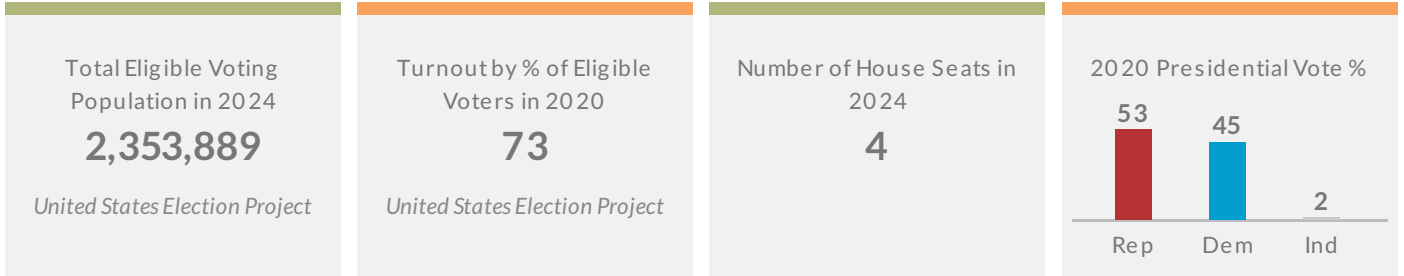 Total Eligible Voting
Population in 2024
2,353,889
United States Election Project
Turnout by % of Eligible
Voters in 2020
73
United States Election Project
Number of House Seats in
2024
4
2020 Presidential Vote %
53
45
2
Rep
Dem
Ind